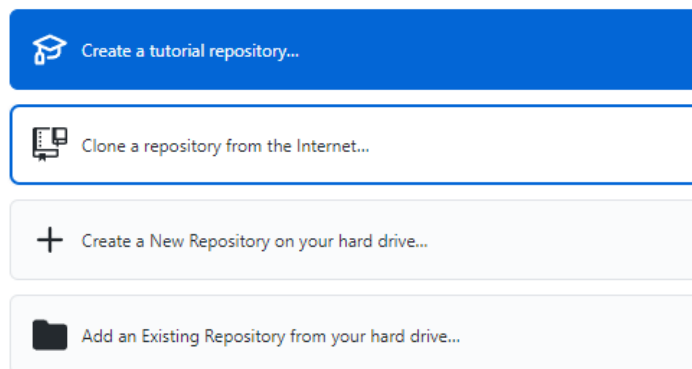 Create a tutorial repository...
Clone a repository from the Internet...
Create a New Repository on your hard drive...
Add an Existing Repository from your hard drive...